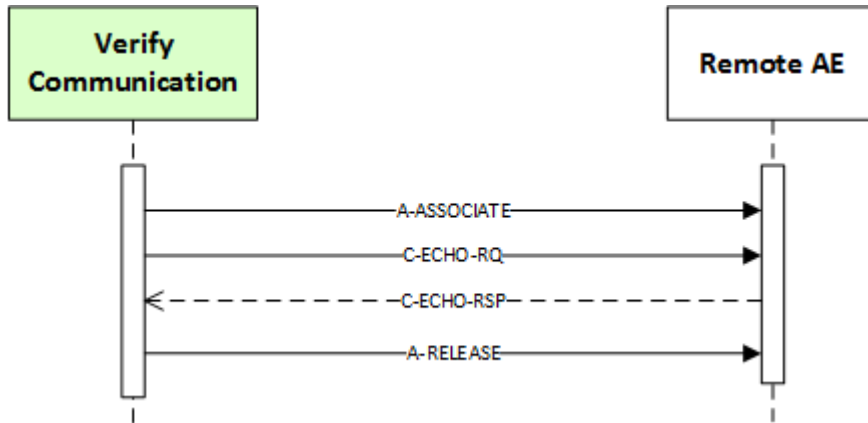 Verify
Communication
Remote AE
A-ASSOCIATE
C-ECHO-RQ
C-ECHO-RSP
A-RELEASE